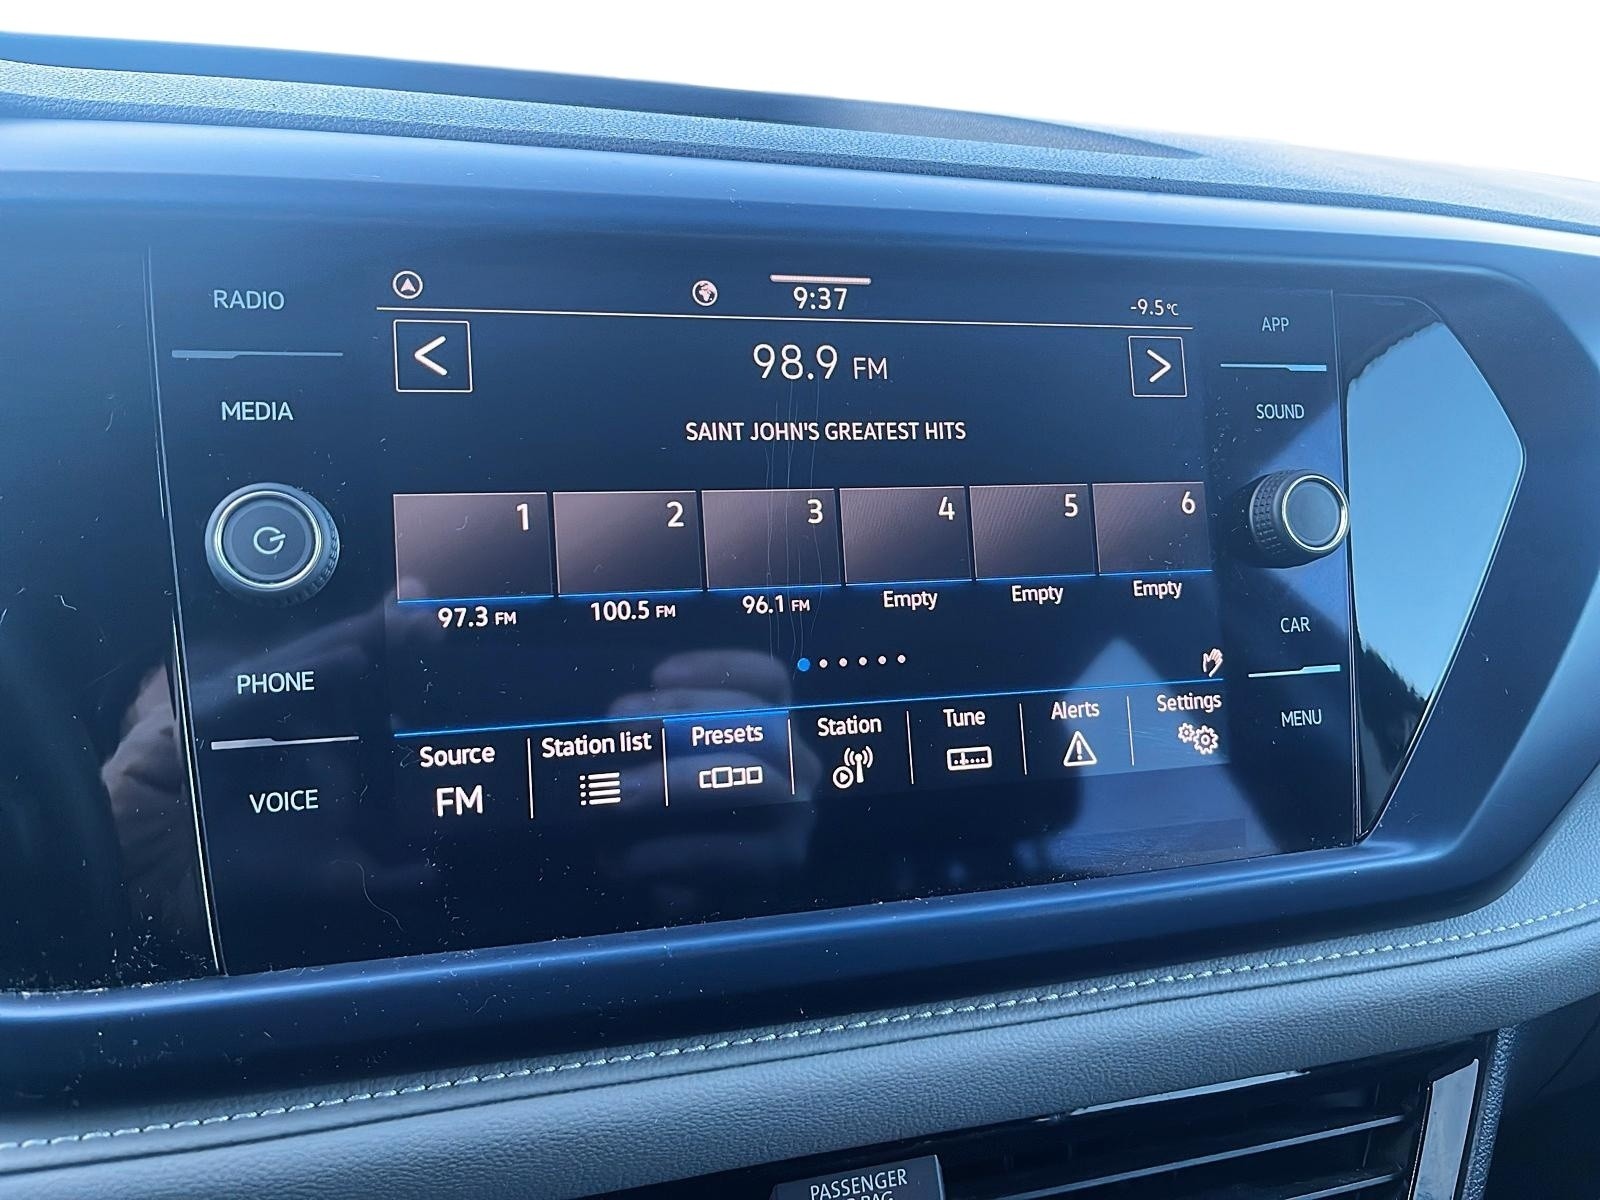 RADIO
MEDIA
PHONE
VOICE
9:37
-9.5°C
98.9 FM
SAINT JOHN'S GREATEST HITS
1 2 3 4 5 6
97.3 FM 100.5 FM 96.1 FM Empty Empty Empty
Source Station list Presets Station Tune Alerts Settings
FM
APP
SOUND
CAR
MENU
PASSENGER
BAG